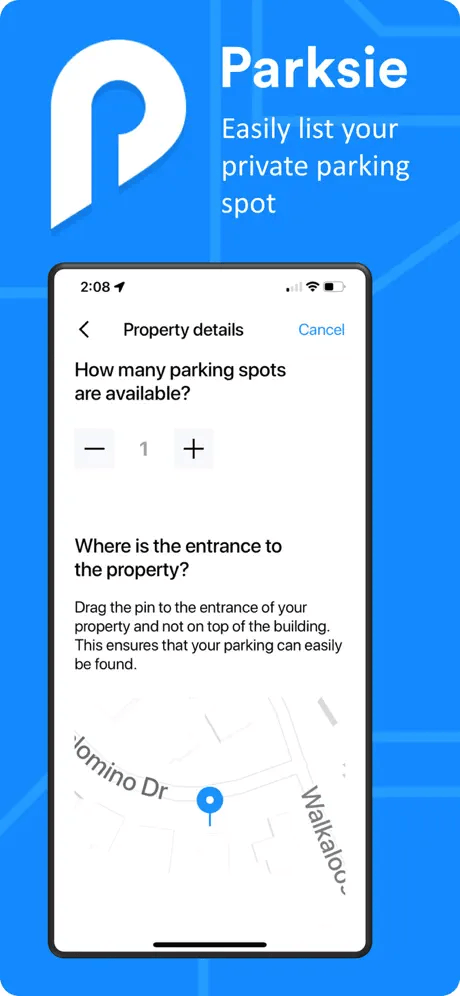 Parksie
Easily list your
private parking
spot
2:08
Property details
Cancel
How many parking spots
are available?
1
Where is the entrance to
the property?
Drag the pin to the entrance of your
property and not on top of the building.
This ensures that your parking can easily
be found.
lomino Dr
Walkaloo